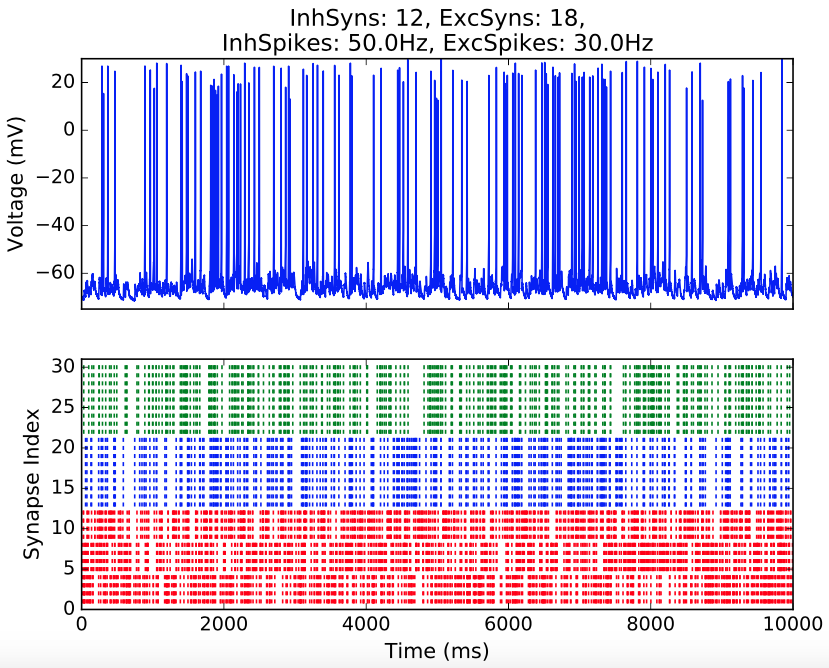 InhSyns: 12, ExcSyns: 18,
InhSpikes: 50.0Hz, ExcSpikes: 30.0Hz
Voltage (mV)
20
0
−20
−40
−60
Synapse Index
30
25
20
15
10
5
0
0 2000 4000 6000 8000 10000
Time (ms)